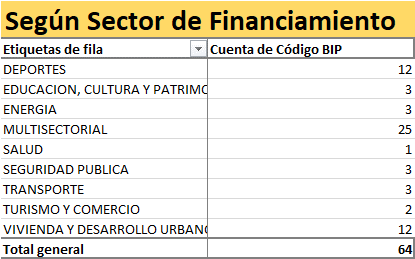 Según Sector de Financiamiento
Etiquetas de fila Cuenta de Código BIP
DEPORTES 12
EDUCACION, CULTURA Y PATRIMO 3
ENERGIA 3
MULTISECTORIAL 25
SALUD 1
SEGURIDAD PUBLICA 3
TRANSPORTE 3
TURISMO Y COMERCIO 2
VIVIENDA Y DESARROLLO URBANO 12
Total general 64